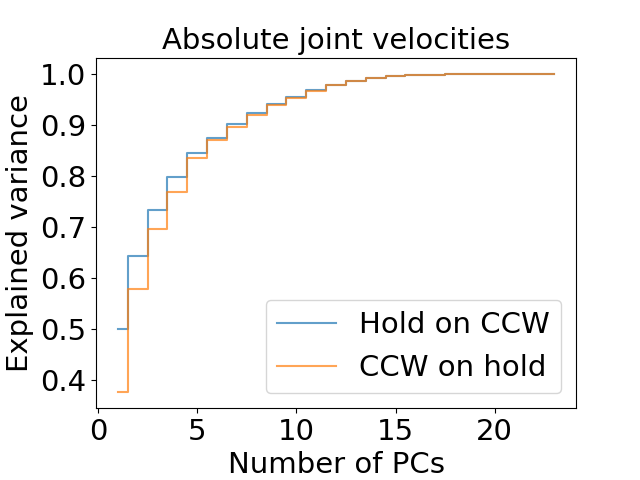 Absolute joint velocities
1.0
0.9
0.8
0.7
0.6
0.5
0.4
Explained variance
Hold on CCW
CCW on hold
0 5 10 15 20
Number of PCs